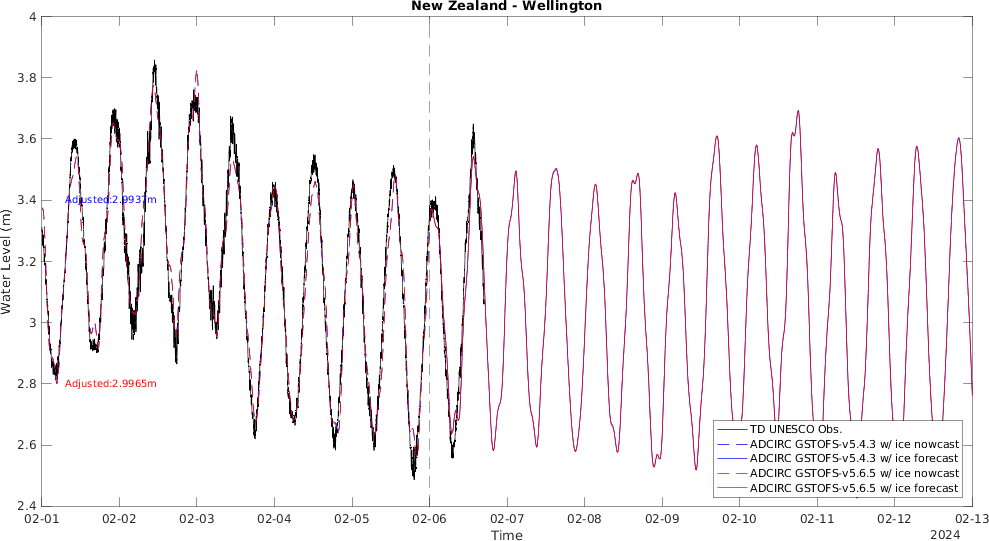 New Zealand - Wellington
4
3.8
3.6
3.4
3.2
3
2.8
2.6
2.4
Water Level (m)
Adjusted:2.9937m
Adjusted:2.9965m
TD UNESCO Obs.
ADCIRC GSTOFS-v5.4.3 w/ ice nowcast
ADCIRC GSTOFS-v5.4.3 w/ ice forecast
ADCIRC GSTOFS-v5.6.5 w/ ice nowcast
ADCIRC GSTOFS-v5.6.5 w/ ice forecast
02-01 02-02 02-03 02-04 02-05 02-06 02-07 02-08 02-09 02-10 02-11 02-12 02-13
Time
2024